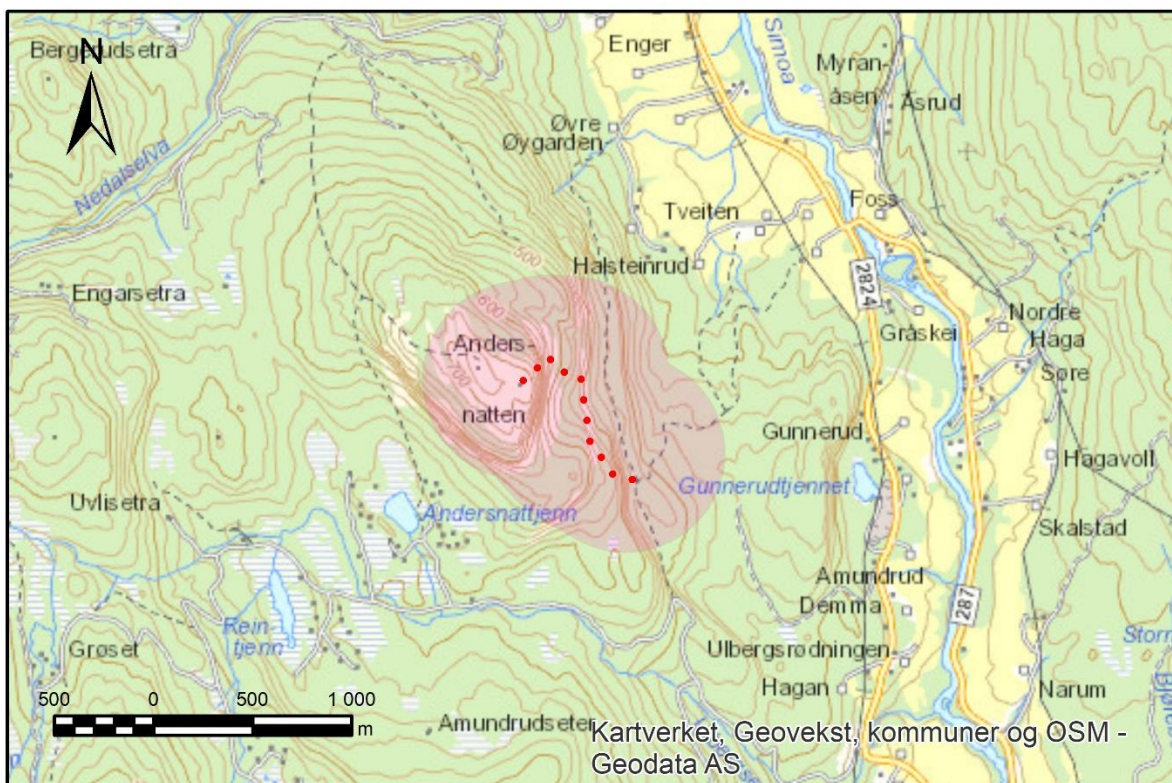 Bergerudsetra
N
Nedalselva
Enger
Simoa
Myran-
åsen
Åsrud
Øvre
Øygarden
Tveiten
Foss
500
Halsteinrud
2824
Engarsetra
600
Gråskei
Nordre
Haga
Anders-
700
Søre
natten
Gunnerud
Hagavoll
Gunnerudtjennet
Uvlisetra
Andersnattjenn
Skalstad
Amundrud
Demma
287
Rein-
tjenn
Grøset
Ulbergsrødningen
Hagan
Narum
500 0 500 1 000
m
Amundrudseter
Kartverket, Geovekst, kommuner og OSM -
Geodata AS